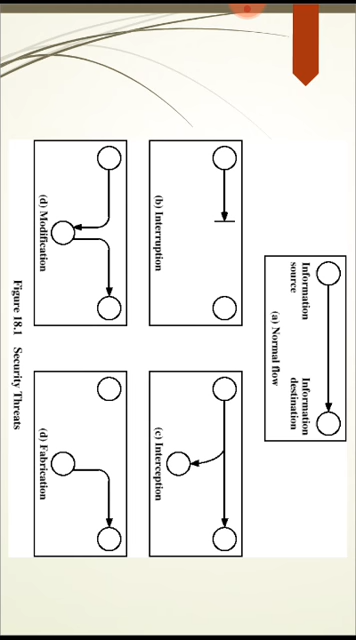 Information
source
Information
destination
(a) Normal flow
(b) Interruption
(c) Interception
(d) Modification
(d) Fabrication
Figure 18.1 Security Threats